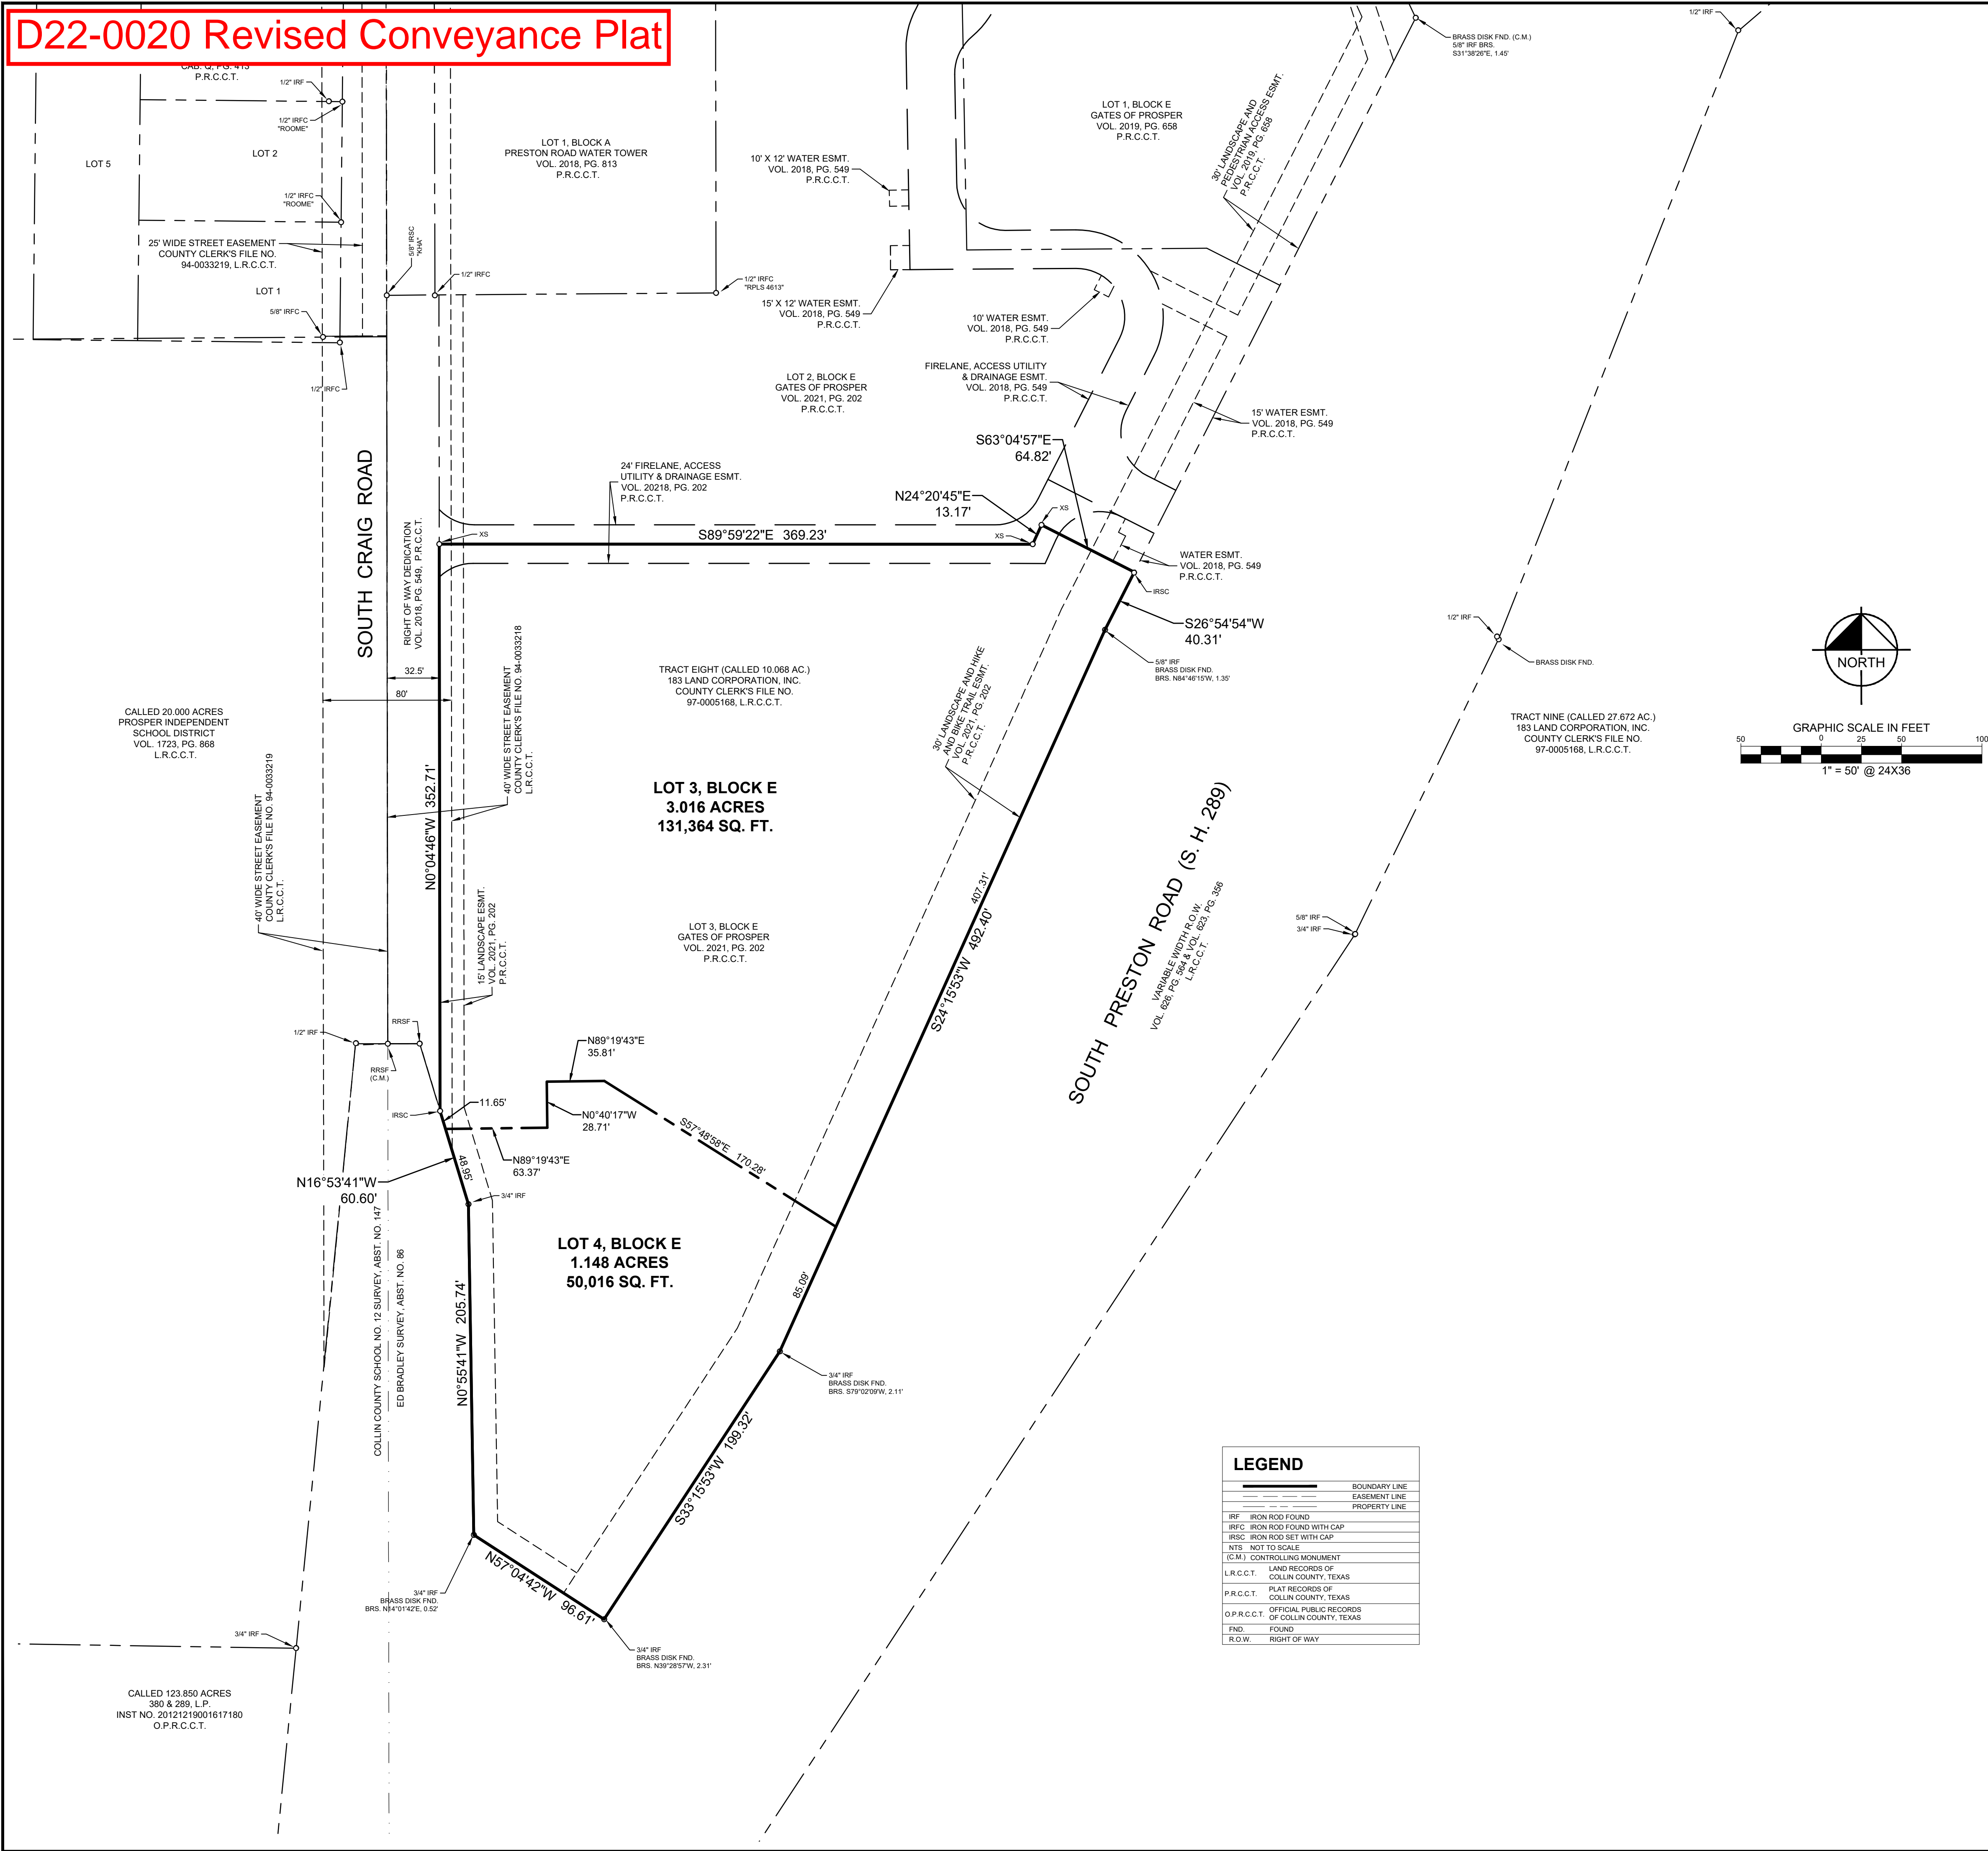 D22-0020 Revised Conveyance Plat
CAB. Q, PG. 413
P.R.C.C.T.
1/2" IRF
1/2" IRFC
"ROOME"
LOT 5
LOT 2
1/2" IRFC
"ROOME"
25' WIDE STREET EASEMENT
COUNTY CLERK'S FILE NO.
94-0033219, L.R.C.C.T.
LOT 1
5/8" IRFC
1/2" IRFC
5/8" IRSC
"KHA"
1/2" IRFC
LOT 1, BLOCK A
PRESTON ROAD WATER TOWER
VOL. 2018, PG. 813
P.R.C.C.T.
1/2" IRFC
"RPLS 4613"
10' X 12' WATER ESMT.
VOL. 2018, PG. 549
P.R.C.C.T.
15' X 12' WATER ESMT.
VOL. 2018, PG. 549
P.R.C.C.T.
LOT 1, BLOCK E
GATES OF PROSPER
VOL. 2019, PG. 658
P.R.C.C.T.
30' LANDSCAPE AND
PEDESTRIAN ACCESS ESMT.
VOL. 2019, PG. 658
P.R.C.C.T.
BRASS DISK FND. (C.M.)
5/8" IRF BRS.
S31°38'26"E, 1.45'
1/2" IRF
10' WATER ESMT.
VOL. 2018, PG. 549
P.R.C.C.T.
FIRELANE, ACCESS UTILITY
& DRAINAGE ESMT.
VOL. 2018, PG. 549
P.R.C.C.T.
LOT 2, BLOCK E
GATES OF PROSPER
VOL. 2021, PG. 202
P.R.C.C.T.
15' WATER ESMT.
VOL. 2018, PG. 549
P.R.C.C.T.
S63°04'57"E
64.82'
24' FIRELANE, ACCESS
UTILITY & DRAINAGE ESMT.
VOL. 20218, PG. 202
P.R.C.C.T.
N24°20'45"E
13.17'
XS
XS
XS
S89°59'22"E 369.23'
SOUTH CRAIG ROAD
RIGHT OF WAY DEDICATION
VOL. 2018, PG. 549, P.R.C.C.T.
WATER ESMT.
VOL. 2018, PG. 549
P.R.C.C.T.
IRSC
S26°54'54"W
40.31'
5/8" IRF
BRASS DISK FND.
BRS. N84°46'15'W, 1.35'
1/2" IRF
BRASS DISK FND.
NORTH
GRAPHIC SCALE IN FEET
50 0 25 50 100
1" = 50' @ 24X36
32.5'
80'
40' WIDE STREET EASEMENT
COUNTY CLERK'S FILE NO. 94-0033218
L.R.C.C.T.
TRACT EIGHT (CALLED 10.068 AC.)
183 LAND CORPORATION, INC.
COUNTY CLERK'S FILE NO.
97-0005168, L.R.C.C.T.
30' LANDSCAPE AND HIKE
AND BIKE TRAIL ESMT.
VOL. 2021, PG. 202
P.R.C.C.T.
TRACT NINE (CALLED 27.672 AC.)
183 LAND CORPORATION, INC.
COUNTY CLERK'S FILE NO.
97-0005168, L.R.C.C.T.
CALLED 20.000 ACRES
PROSPER INDEPENDENT
SCHOOL DISTRICT
VOL. 1723, PG. 868
L.R.C.C.T.
40' WIDE STREET EASEMENT
COUNTY CLERK'S FILE NO. 94-0033219
L.R.C.C.T.
N0°04'46"W 352.71'
LOT 3, BLOCK E
3.016 ACRES
131,364 SQ. FT.
15' LANDSCAPE ESMT.
VOL. 2021, PG. 202
P.R.C.C.T.
LOT 3, BLOCK E
GATES OF PROSPER
VOL. 2021, PG. 202
P.R.C.C.T.
407.31'
S24°15'53"W 492.40'
SOUTH PRESTON ROAD (S. H. 289)
VARIABLE WIDTH R.O.W.
VOL. 626, PG. 564 & VOL. 623, PG. 356
L.R.C.C.T.
5/8" IRF
3/4" IRF
1/2" IRF
RRSF
RRSF
(C.M.)
IRSC
11.65'
N89°19'43"E
35.81'
N0°40'17"W
28.71'
N89°19'43"E
63.37'
S57°48'58"E 170.28'
48.95'
N16°53'41"W
60.60'
3/4" IRF
LOT 4, BLOCK E
1.148 ACRES
50,016 SQ. FT.
85.09'
COLLIN COUNTY SCHOOL NO. 12 SURVEY, ABST. NO. 147
ED BRADLEY SURVEY, ABST. NO. 86
N0°55'41"W 205.74'
3/4" IRF
BRASS DISK FND.
BRS. S79°02'09'W, 2.11'
S33°15'53"W 199.32'
N57°04'42"W 96.61'
3/4" IRF
BRASS DISK FND.
BRS. N14°01'42'E, 0.52'
3/4" IRF
BRASS DISK FND.
BRS. N39°28'57'W, 2.31'
3/4" IRF
CALLED 123.850 ACRES
380 & 289, L.P.
INST NO. 20121219001617180
O.P.R.C.C.T.
LEGEND
BOUNDARY LINE
EASEMENT LINE
PROPERTY LINE
IRF IRON ROD FOUND
IRFC IRON ROD FOUND WITH CAP
IRSC IRON ROD SET WITH CAP
NTS NOT TO SCALE
(C.M.) CONTROLLING MONUMENT
L.R.C.C.T. LAND RECORDS OF
COLLIN COUNTY, TEXAS
P.R.C.C.T. PLAT RECORDS OF
COLLIN COUNTY, TEXAS
O.P.R.C.C.T. OFFICIAL PUBLIC RECORDS
OF COLLIN COUNTY, TEXAS
FND. FOUND
R.O.W. RIGHT OF WAY